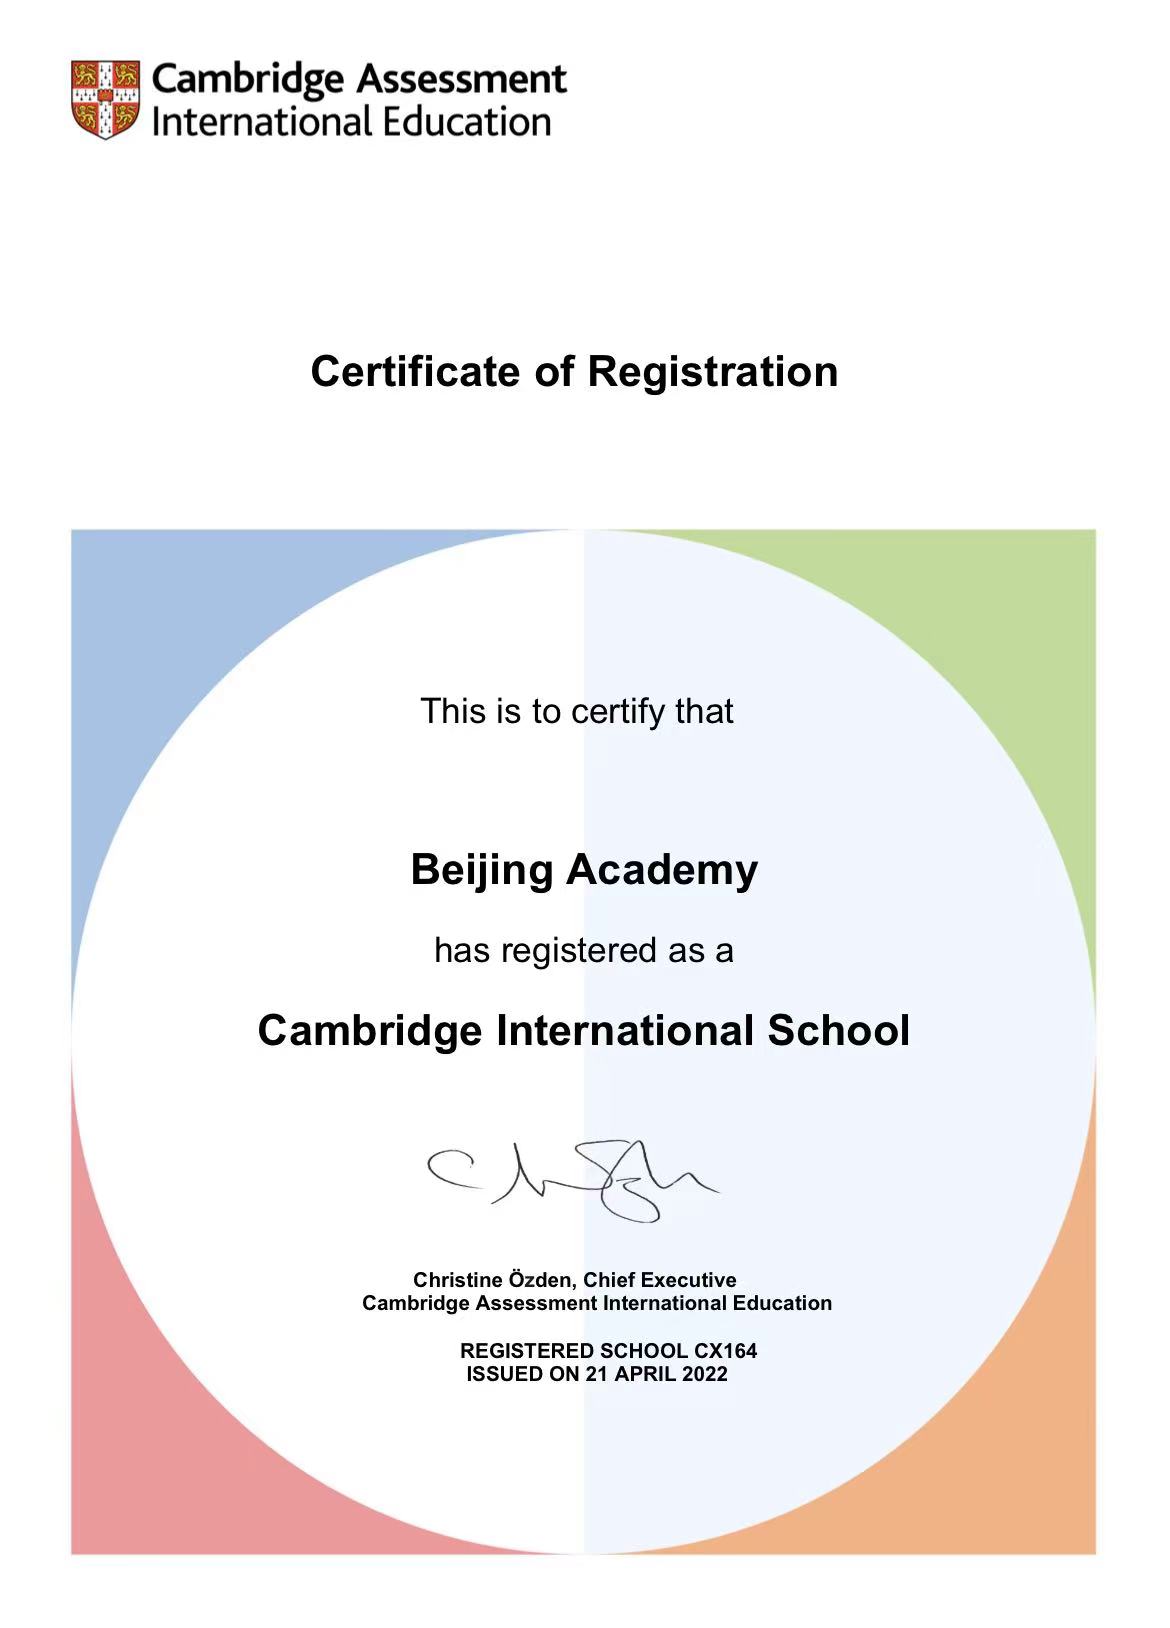 Cambridge Assessment
International Education
Certificate of Registration
This is to certify that
Beijing Academy
has registered as a
Cambridge International School
Christine Özden, Chief Executive
Cambridge Assessment International Education
REGISTERED SCHOOL CX164
ISSUED ON 21 APRIL 2022